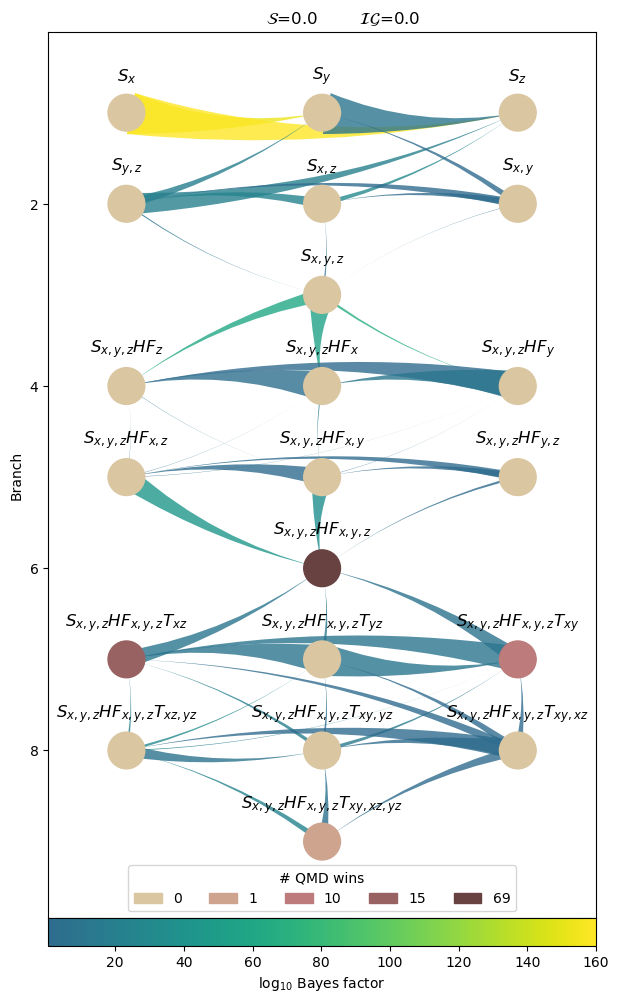 𝒮=0.0 ℐ𝒢=0.0
S_x S_y S_z
S_{y,z} S_{x,z} S_{x,y}
2
S_{x,y,z}
S_{x,y,z}HF_z S_{x,y,z}HF_x S_{x,y,z}HF_y
4
S_{x,y,z}HF_{x,z} S_{x,y,z}HF_{x,y} S_{x,y,z}HF_{y,z}
Branch
S_{x,y,z}HF_{x,y,z}
6
S_{x,y,z}HF_{x,y,z}T_{xz} S_{x,y,z}HF_{x,y,z}T_{yz} S_{x,y,z}HF_{x,y,z}T_{xy}
S_{x,y,z}HF_{x,y,z}T_{xz,yz} S_{x,y,z}HF_{x,y,z}T_{xy,yz} S_{x,y,z}HF_{x,y,z}T_{xy,xz}
8
S_{x,y,z}HF_{x,y,z}T_{xy,xz,yz}
# QMD wins
0 1 10 15 69
20 40 60 80 100 120 140 160
log_{10} Bayes factor